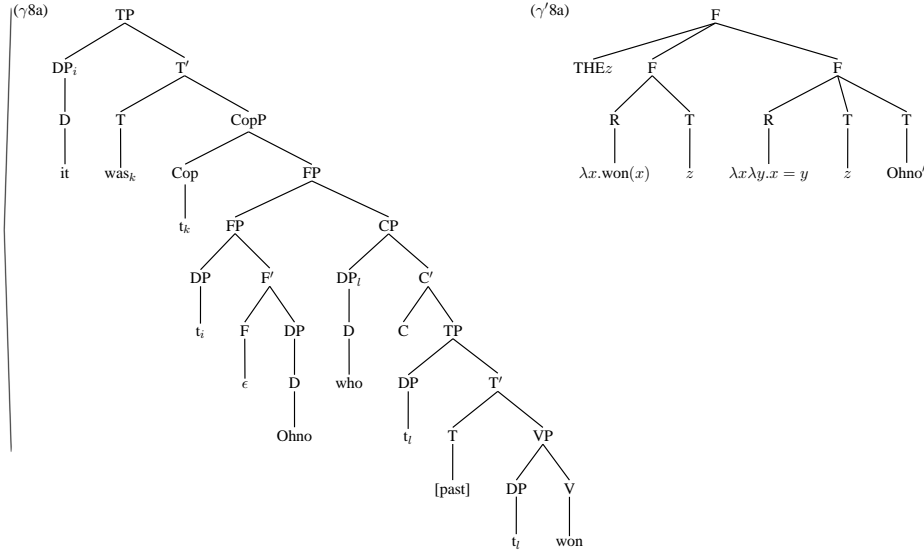 (γ8a) (γ′8a)
TP F
DPᵢ T′ THEz F F
D T CopP R T R T T
it wasₖ Cop FP λx.won(x) z λxλy.x = y z Ohno′
tₖ FP CP
DP F′ DPₗ C′
tᵢ F DP D C TP
ϵ D who DP T′
Ohno tₗ T VP
[past] DP V
tₗ won